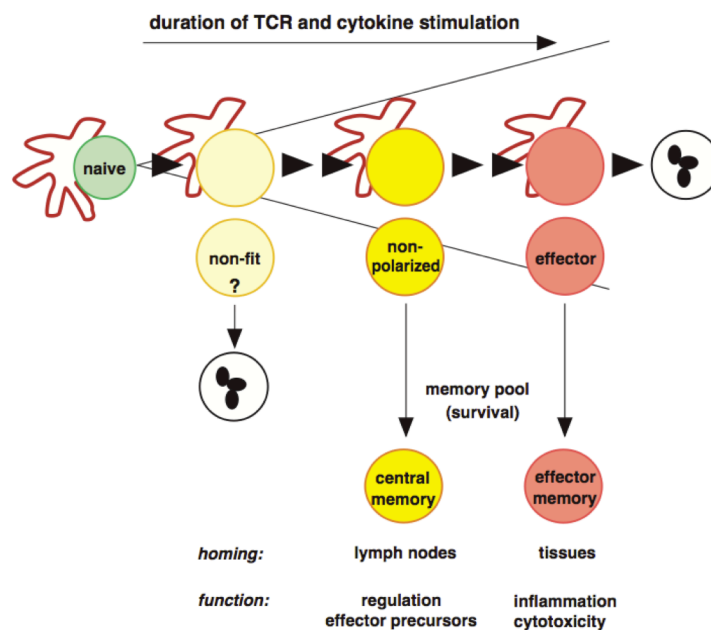 duration of TCR and cytokine stimulation
naive
non-fit
?
non-
polarized
effector
memory pool
(survival)
central
memory
effector
memory
homing:
lymph nodes
tissues
function:
regulation
effector precursors
inflammation
cytotoxicity